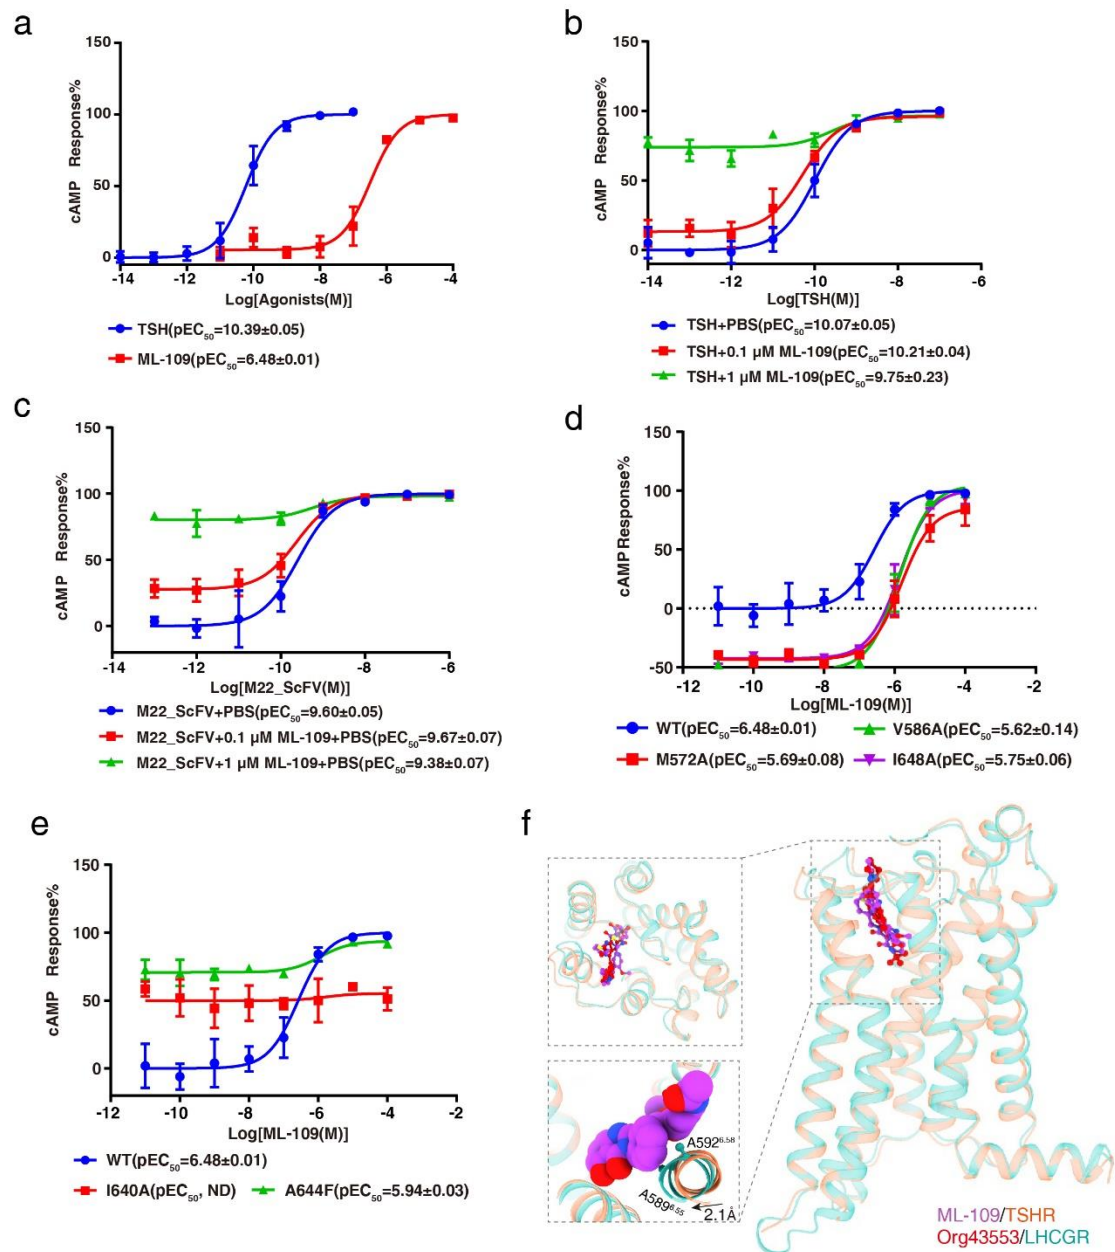 a
150
100
50
0
cAMP Response%
-14 -12 -10 -8 -6 -4
Log[Agonists(M)]
TSH(pEC50=10.39±0.05)
ML-109(pEC50=6.48±0.01)
b
150
100
50
0
cAMP Response%
-14 -12 -10 -8 -6
Log[TSH(M)]
TSH+PBS(pEC50=10.07±0.05)
TSH+0.1 µM ML-109(pEC50=10.21±0.04)
TSH+1 µM ML-109(pEC50=9.75±0.23)
c
150
100
50
0
cAMP Response%
-14 -12 -10 -8 -6
Log[M22_ScFV(M)]
M22_ScFV+PBS(pEC50=9.60±0.05)
M22_ScFV+0.1 µM ML-109+PBS(pEC50=9.67±0.07)
M22_ScFV+1 µM ML-109+PBS(pEC50=9.38±0.07)
d
150
100
50
0
-50
cAMP Response%
-12 -10 -8 -6 -4 -2
Log[ML-109(M)]
WT(pEC50=6.48±0.01) V586A(pEC50=5.62±0.14)
M572A(pEC50=5.69±0.08) I648A(pEC50=5.75±0.06)
e
150
100
50
0
cAMP Response%
-12 -10 -8 -6 -4 -2
Log[ML-109(M)]
WT(pEC50=6.48±0.01)
I640A(pEC50, ND) A644F(pEC50=5.94±0.03)
f
A5926.58
A5896.55
2.1Å
ML-109/TSHR
Org43553/LHCGR